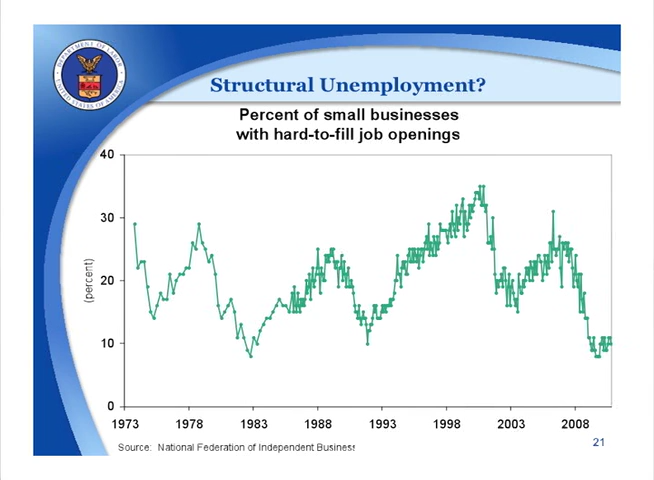 DEPARTMENT OF LABOR
UNITED STATES OF AMERICA
Structural Unemployment?
Percent of small businesses
with hard-to-fill job openings
(percent)
40
30
20
10
0
1973 1978 1983 1988 1993 1998 2003 2008
Source: National Federation of Independent Business
21